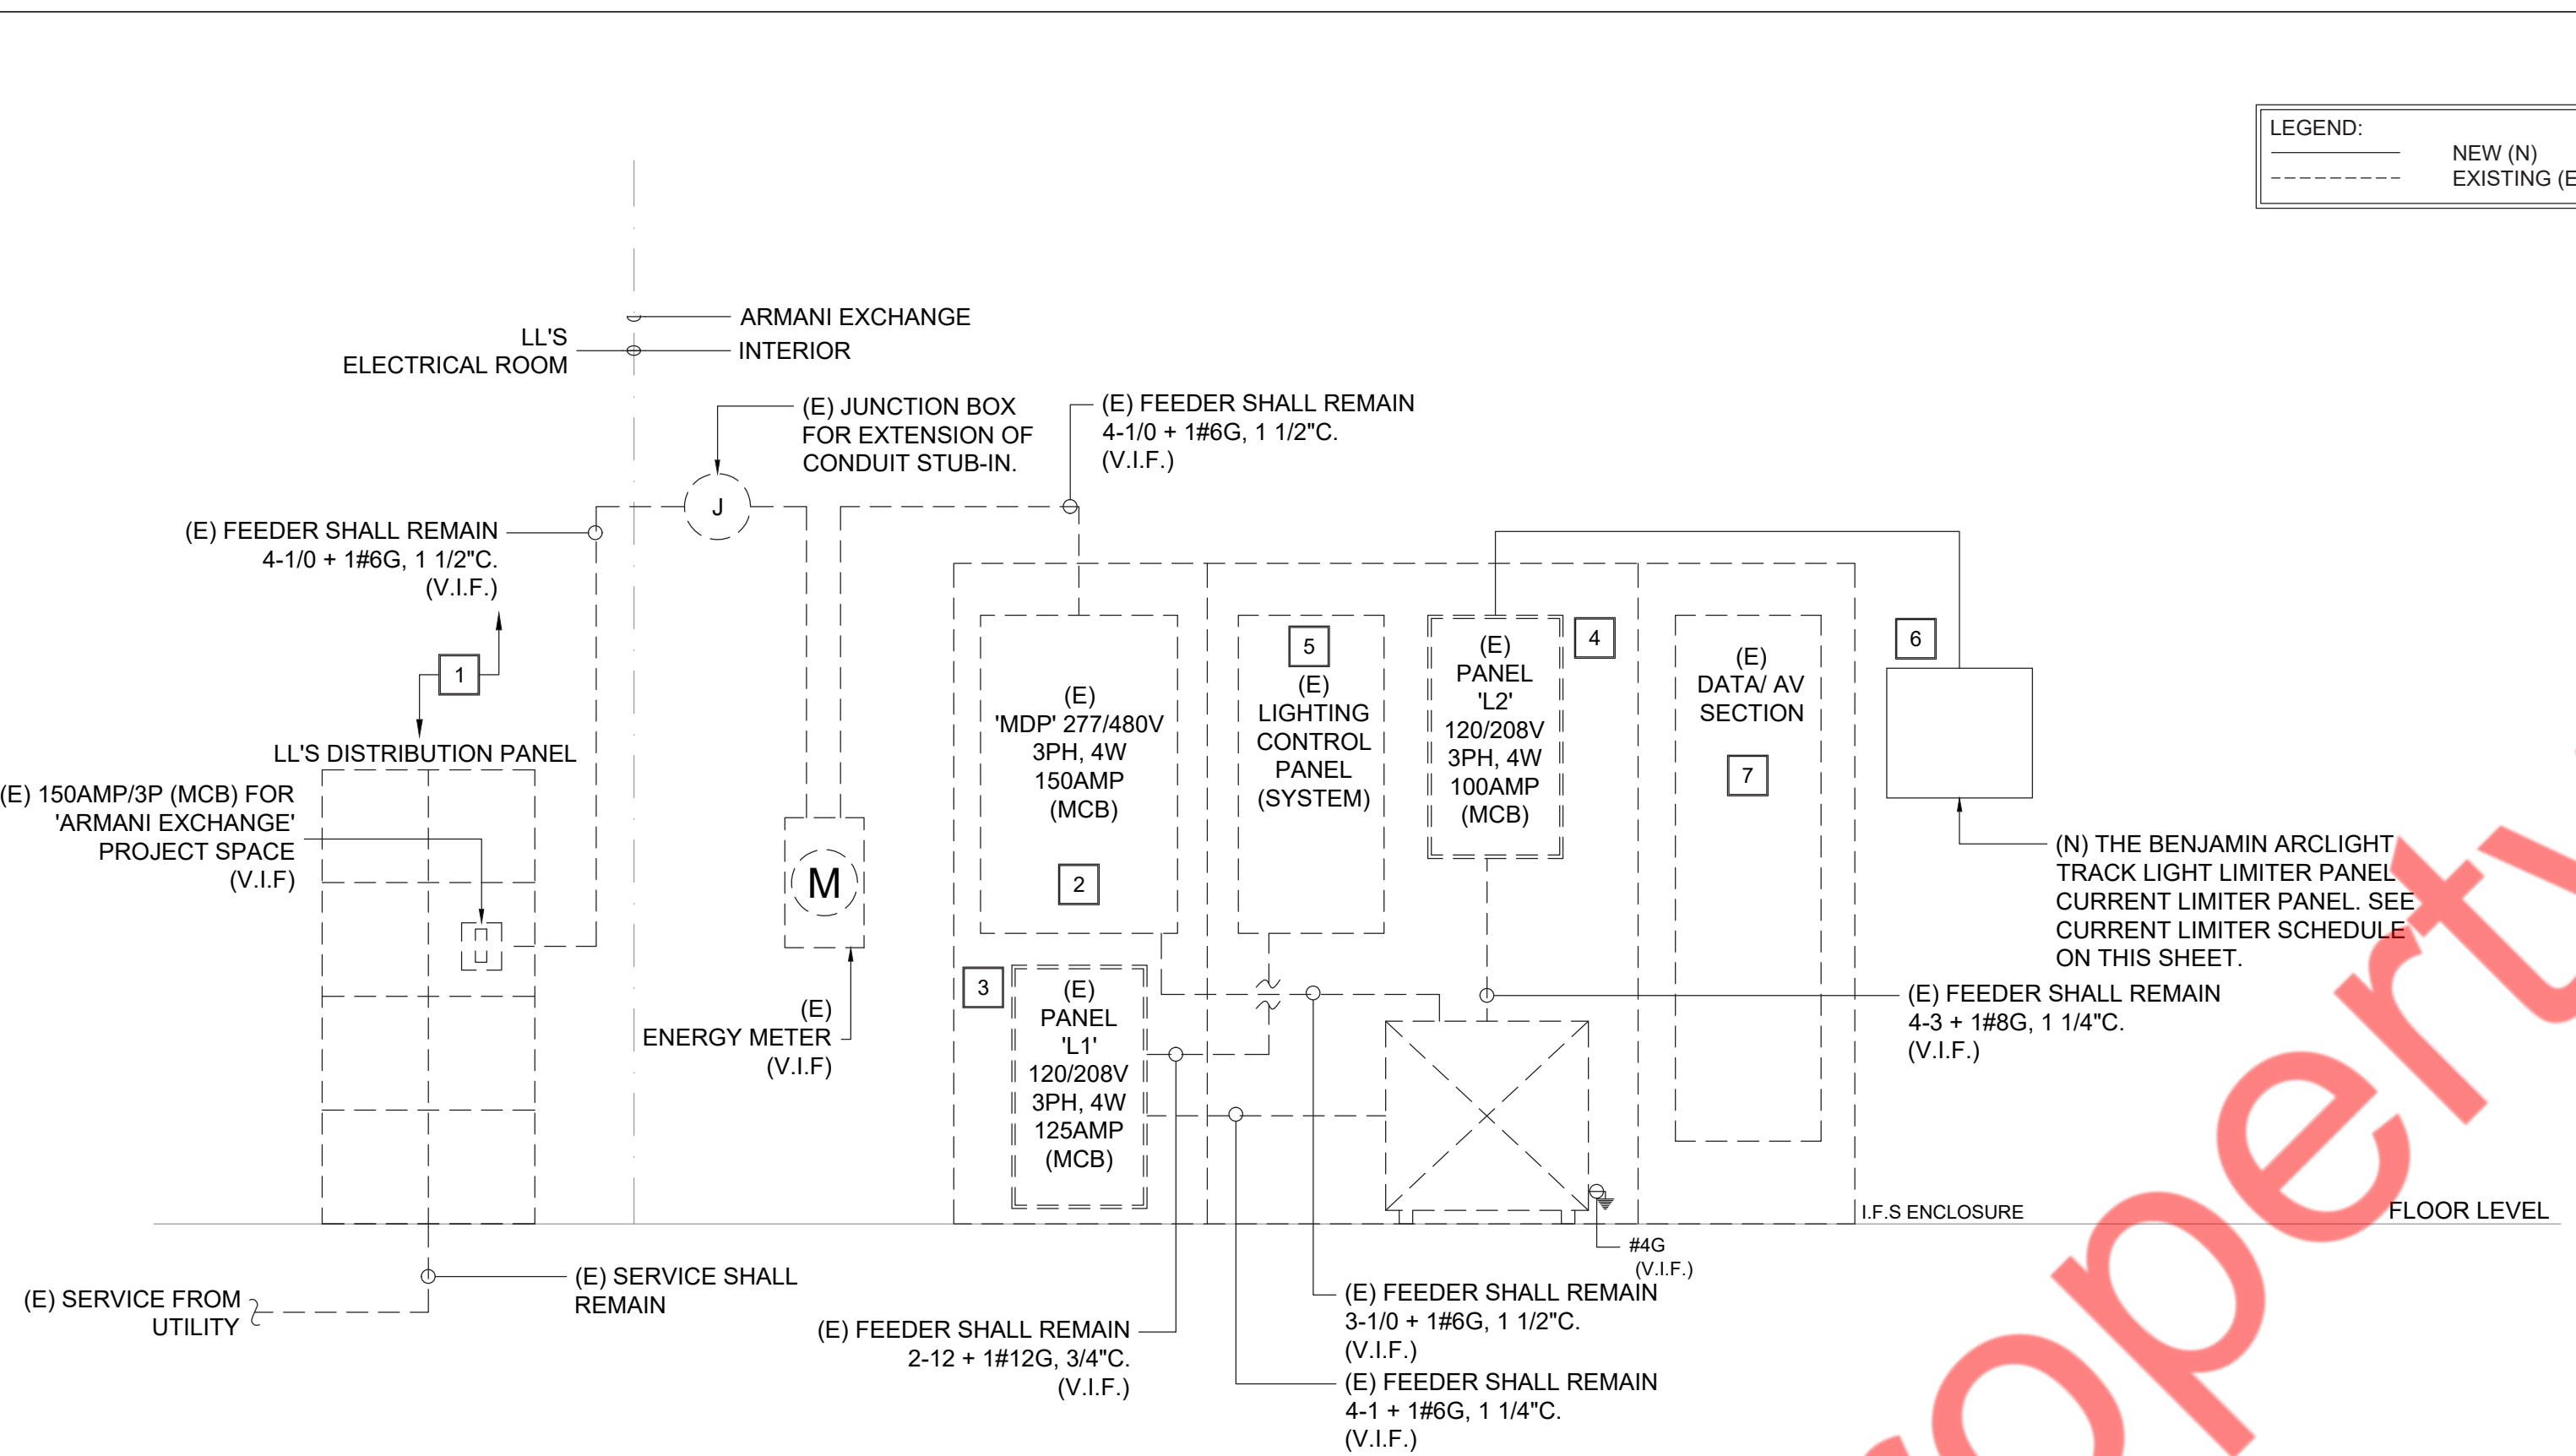 LEGEND:
NEW (N)
EXISTING (E
ARMANI EXCHANGE
INTERIOR
LL'S
ELECTRICAL ROOM
(E) JUNCTION BOX
FOR EXTENSION OF
CONDUIT STUB-IN.
(E) FEEDER SHALL REMAIN
4-1/0 + 1#6G, 1 1/2"C.
(V.I.F.)
J
(E) FEEDER SHALL REMAIN
4-1/0 + 1#6G, 1 1/2"C.
(V.I.F.)
1
LL'S DISTRIBUTION PANEL
(E) 150AMP/3P (MCB) FOR
'ARMANI EXCHANGE'
PROJECT SPACE
(V.I.F)
M
(E)
ENERGY METER
(V.I.F)
(E)
'MDP' 277/480V
3PH, 4W
150AMP
(MCB)
2
3
(E)
PANEL
'L1'
120/208V
3PH, 4W
125AMP
(MCB)
5
(E)
LIGHTING
CONTROL
PANEL
(SYSTEM)
4
(E)
PANEL
'L2'
120/208V
3PH, 4W
100AMP
(MCB)
(E)
DATA/ AV
SECTION
7
6
(N) THE BENJAMIN ARCLIGHT
TRACK LIGHT LIMITER PANEL
CURRENT LIMITER PANEL. SEE
CURRENT LIMITER SCHEDULE
ON THIS SHEET.
(E) FEEDER SHALL REMAIN
4-3 + 1#8G, 1 1/4"C.
(V.I.F.)
I.F.S ENCLOSURE
FLOOR LEVEL
#4G
(V.I.F.)
(E) SERVICE SHALL
REMAIN
(E) SERVICE FROM
UTILITY
(E) FEEDER SHALL REMAIN
2-12 + 1#12G, 3/4"C.
(V.I.F.)
(E) FEEDER SHALL REMAIN
3-1/0 + 1#6G, 1 1/2"C.
(V.I.F.)
(E) FEEDER SHALL REMAIN
4-1 + 1#6G, 1 1/4"C.
(V.I.F.)
roperty